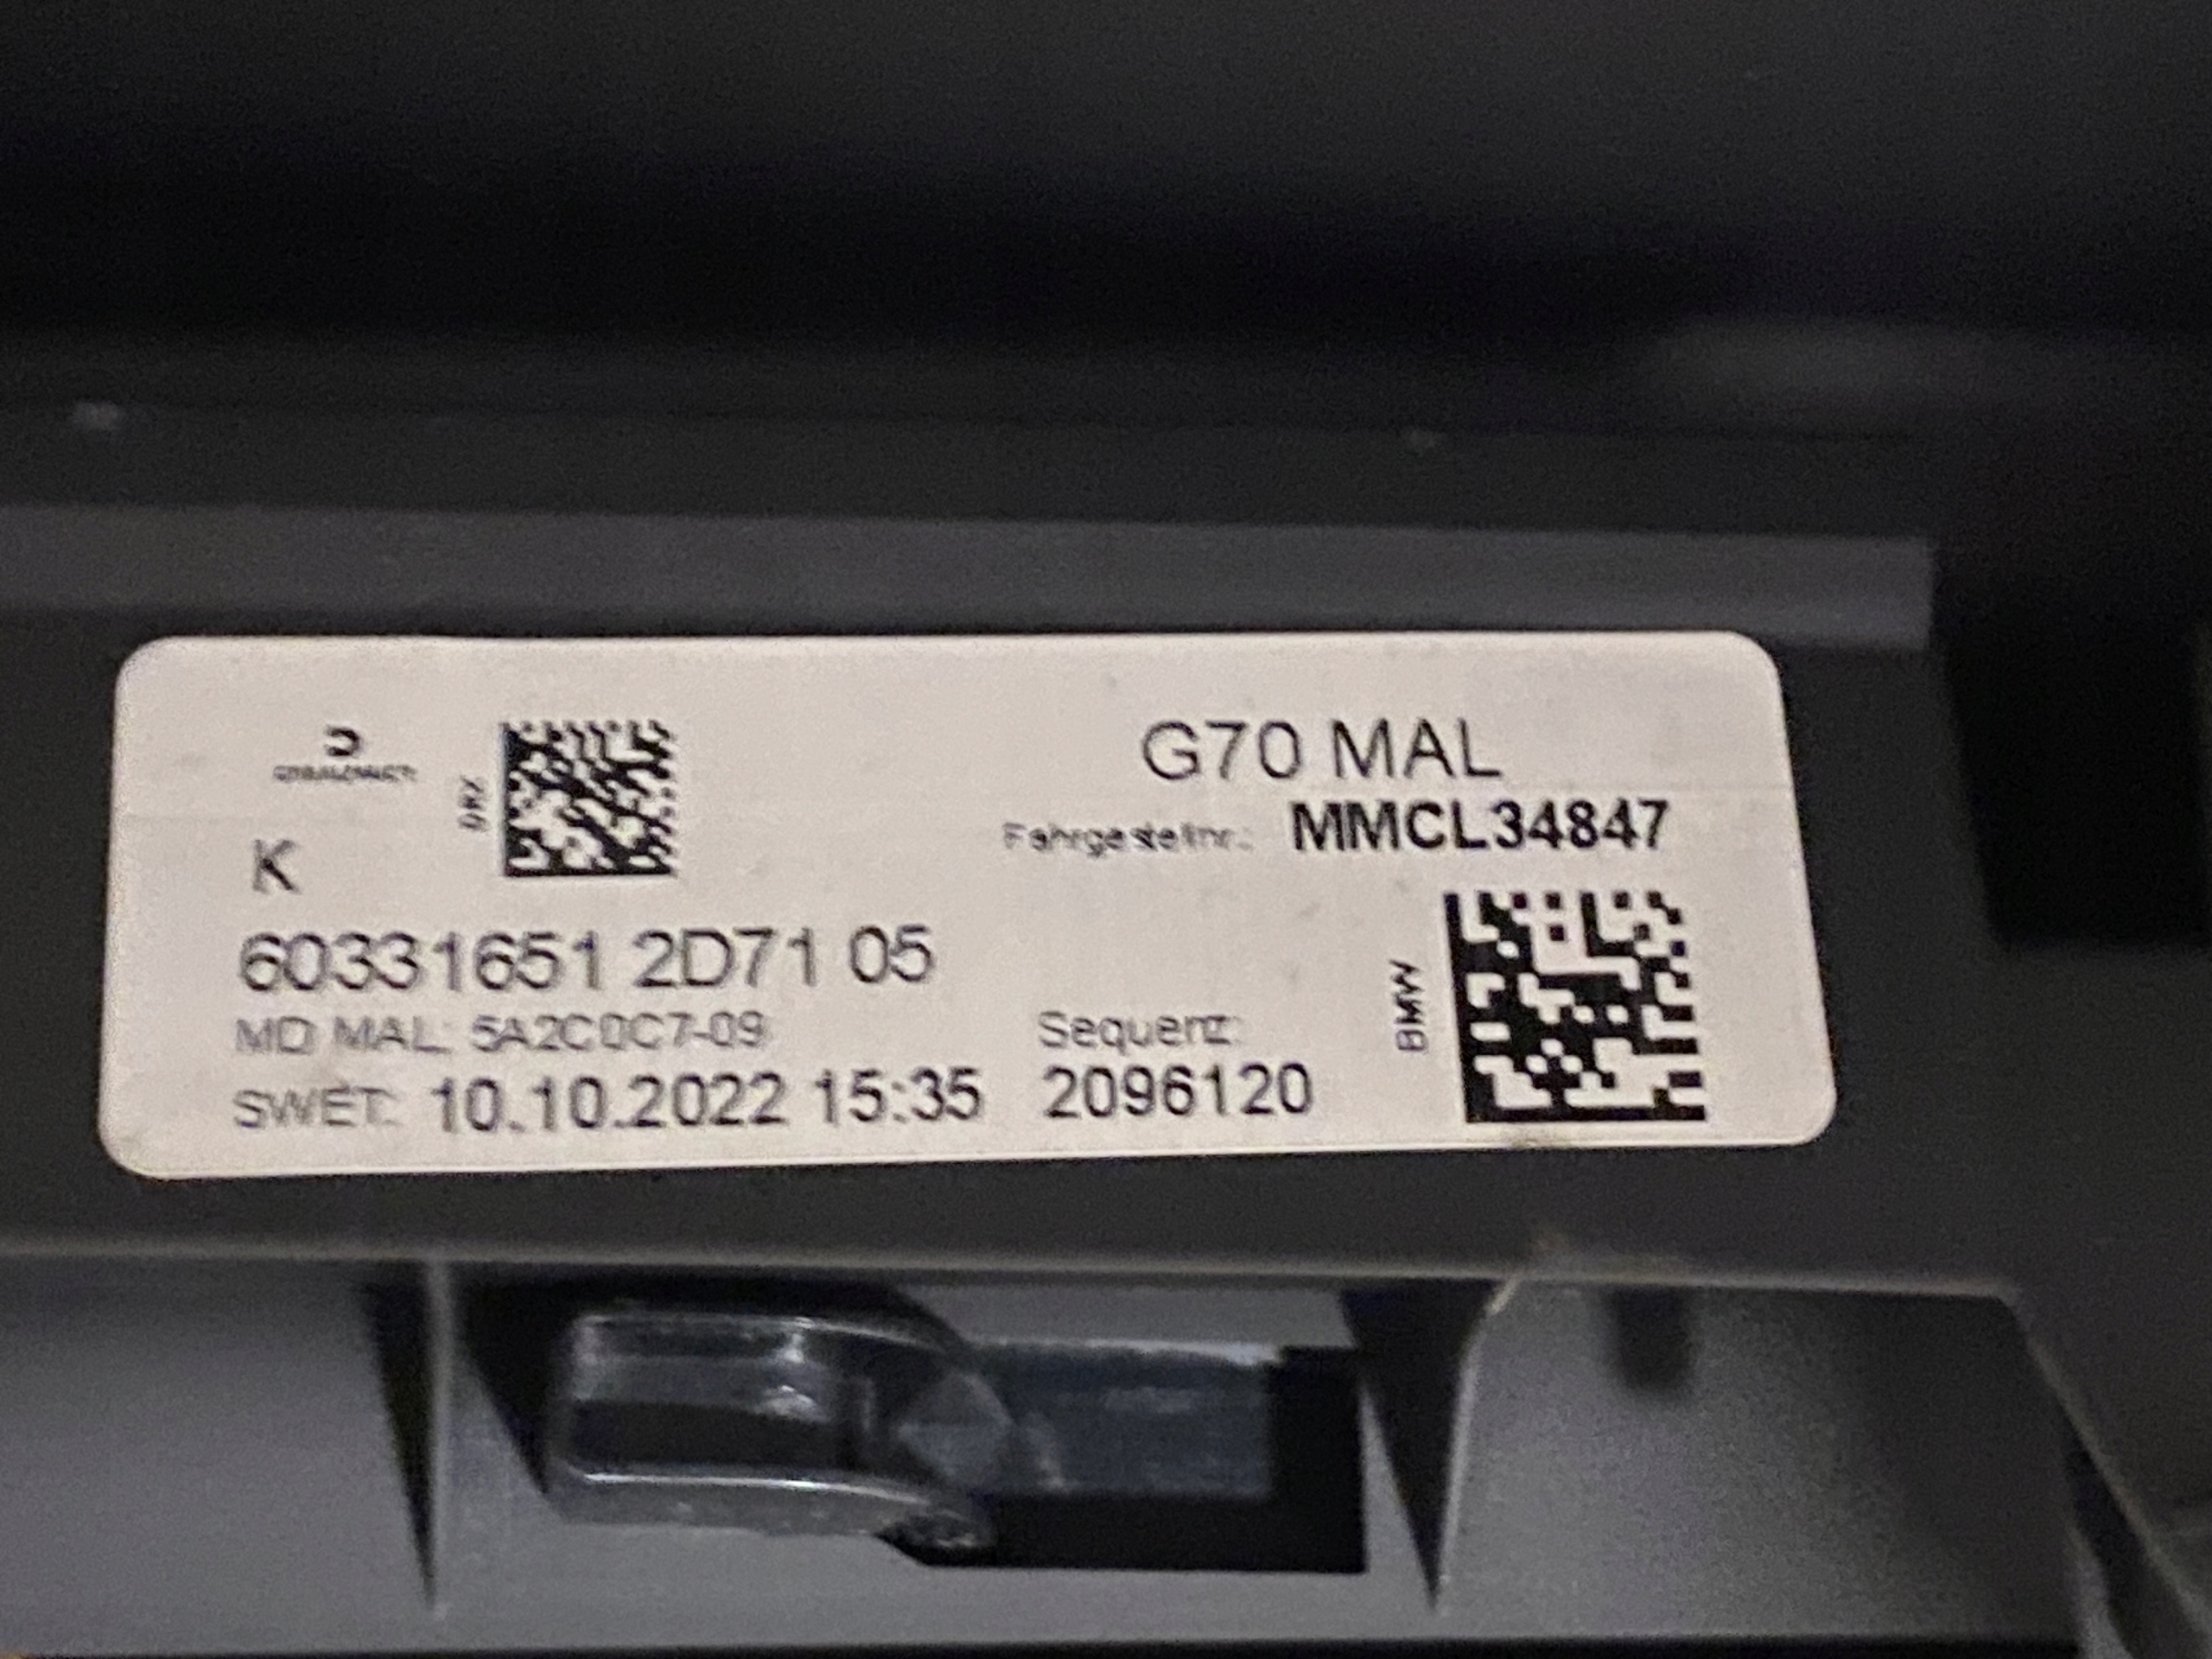 G70 MAL
Fahrgestellnr.: MMCL34847
DRX
K
60331651 2D71 05
MD MAL: 5A2C0C7-09
SWET: 10.10.2022 15:35
Sequenz:
2096120
BMW